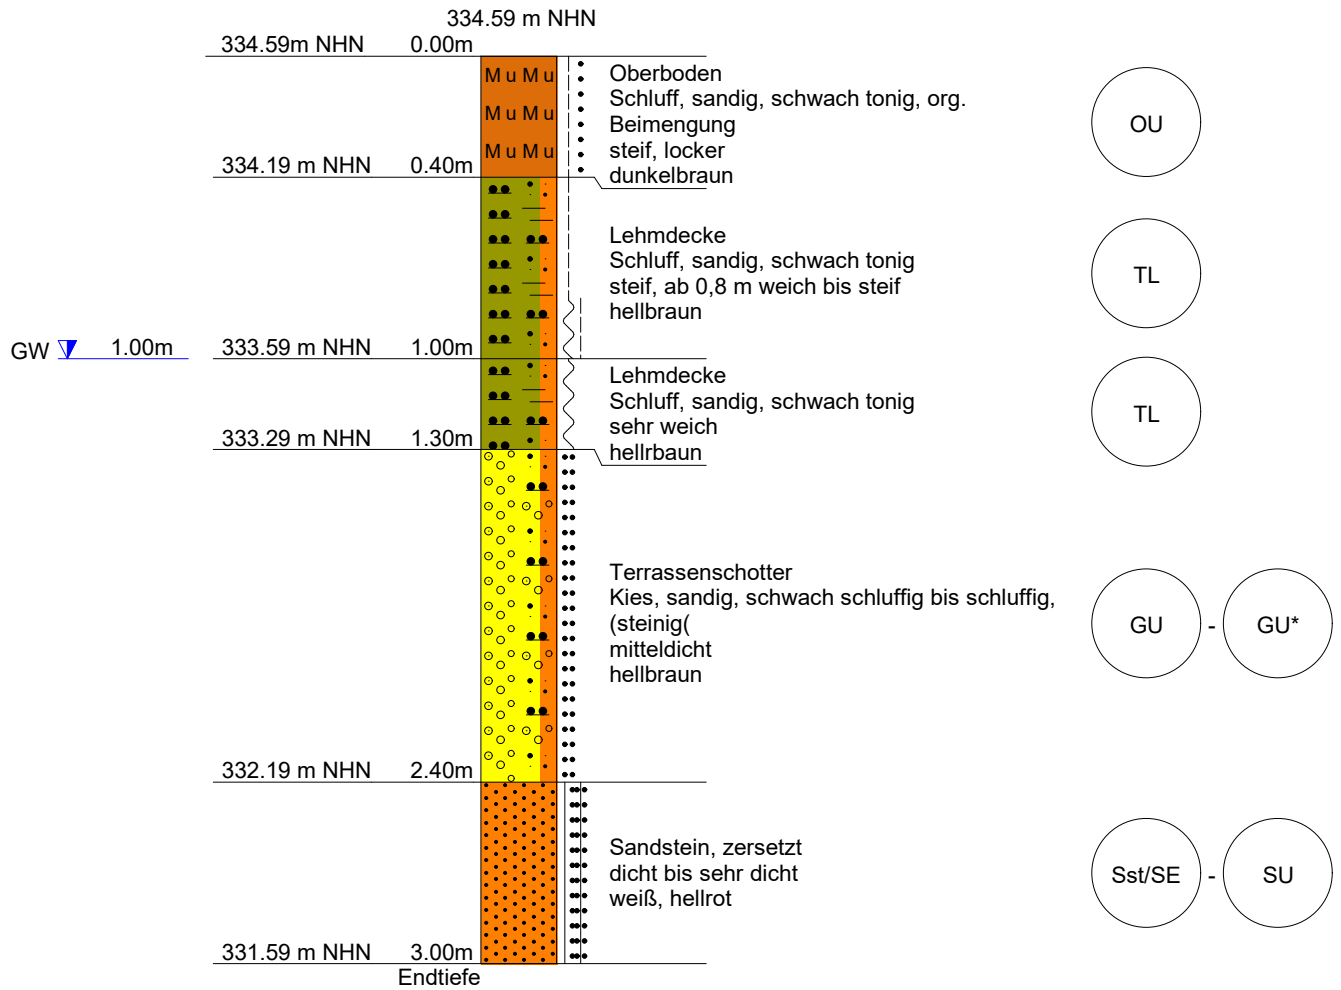 334.59 m NHN
334.59m NHN 0.00m
Mu Mu
Mu Mu
Mu Mu
Oberboden
Schluff, sandig, schwach tonig, org.
Beimengung
steif, locker
dunkelbraun
OU
334.19 m NHN 0.40m
Lehmdecke
Schluff, sandig, schwach tonig
steif, ab 0,8 m weich bis steif
hellbraun
TL
GW 1.00m
333.59 m NHN 1.00m
Lehmdecke
Schluff, sandig, schwach tonig
sehr weich
hellrbaun
TL
333.29 m NHN 1.30m
Terrassenschotter
Kies, sandig, schwach schluffig bis schluffig,
(steinig(
mitteldicht
hellbraun
GU - GU*
332.19 m NHN 2.40m
Sandstein, zersetzt
dicht bis sehr dicht
weiß, hellrot
Sst/SE - SU
331.59 m NHN 3.00m
Endtiefe